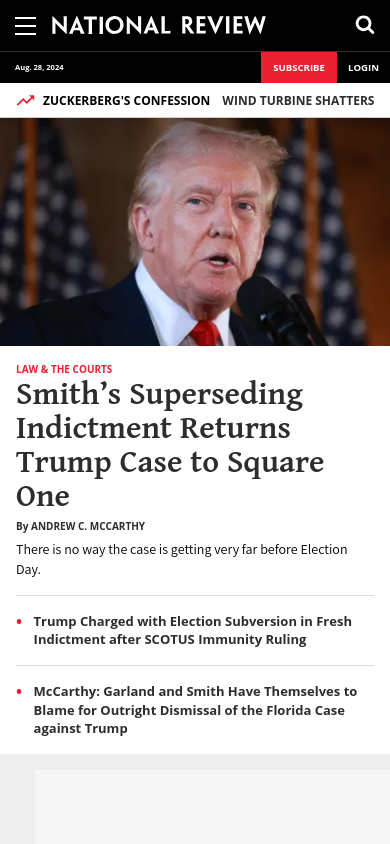 NATIONAL REVIEW
Aug. 28, 2024
SUBSCRIBE
LOGIN
ZUCKERBERG'S CONFESSION
WIND TURBINE SHATTERS
LAW & THE COURTS
Smith’s Superseding
Indictment Returns
Trump Case to Square
One
By ANDREW C. MCCARTHY
There is no way the case is getting very far before Election
Day.
• Trump Charged with Election Subversion in Fresh
Indictment after SCOTUS Immunity Ruling
• McCarthy: Garland and Smith Have Themselves to
Blame for Outright Dismissal of the Florida Case
against Trump